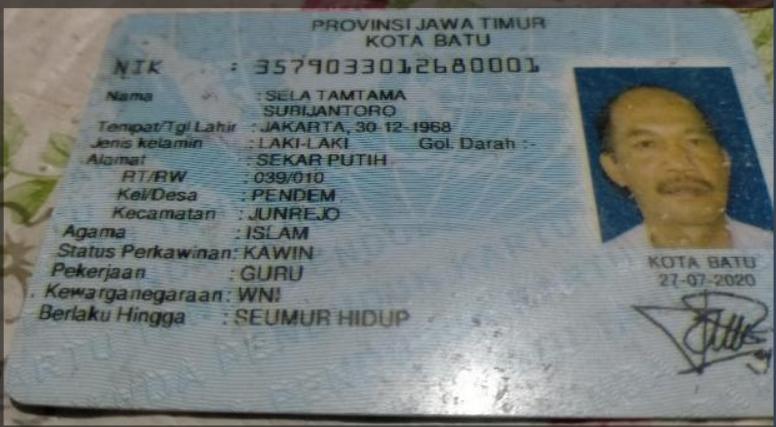 PROVINSI JAWA TIMUR
KOTA BATU
NIK : 3579033012680001
Nama : SELA TAMTAMA
SUBIJANTORO
Tempat/Tgl Lahir : JAKARTA, 30-12-1968
Jenis kelamin : LAKI-LAKI Gol. Darah :-
Alamat : SEKAR PUTIH
RT/RW : 039/010
Kel/Desa : PENDEM
Kecamatan : JUNREJO
Agama : ISLAM
Status Perkawinan: KAWIN
Pekerjaan : GURU
Kewarganegaraan: WNI
Berlaku Hingga : SEUMUR HIDUP
KOTA BATU
27-07-2020